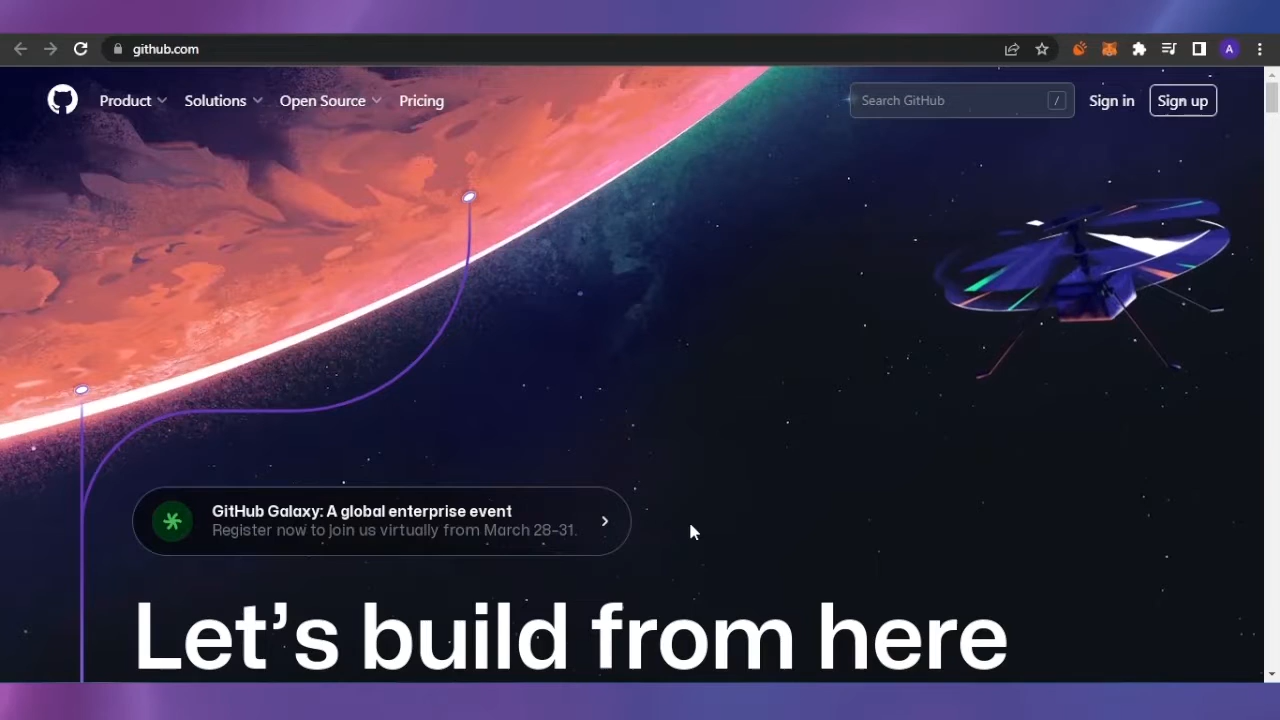 github.com
A
Product
Solutions
Open Source
Pricing
Search GitHub
/
Sign in
Sign up
GitHub Galaxy: A global enterprise event
Register now to join us virtually from March 28-31.
Let's build from here